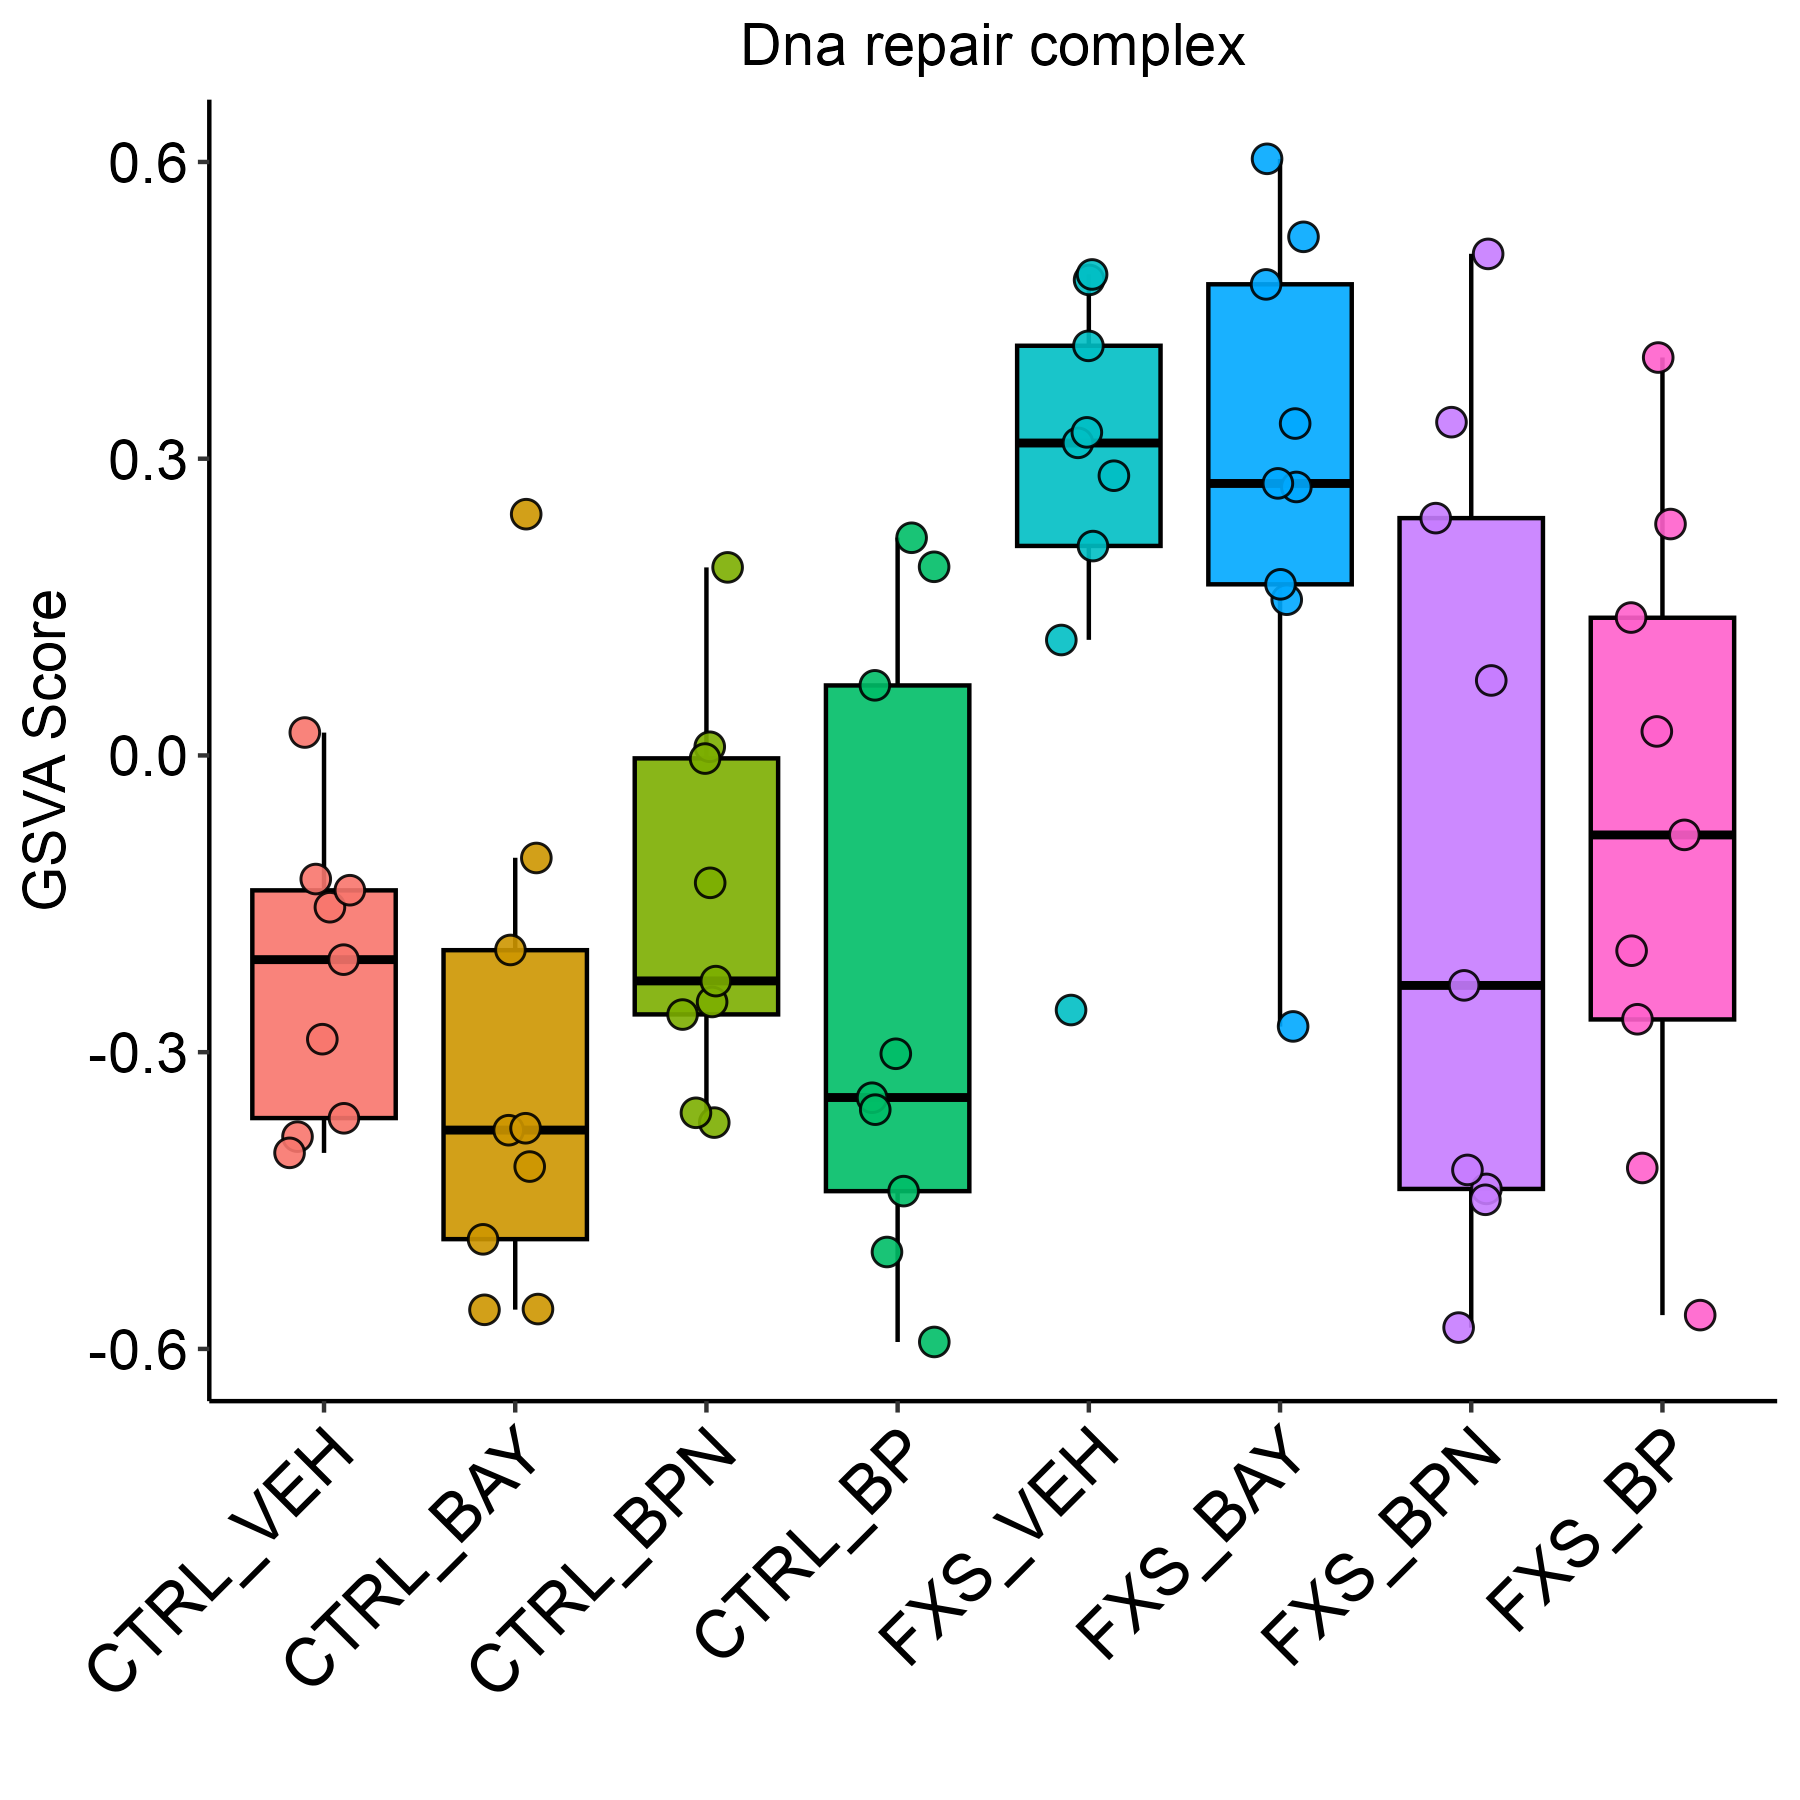 Dna repair complex
GSVA Score
0.6
0.3
0.0
-0.3
-0.6
CTRL_VEH
CTRL_BAY
CTRL_BPN
CTRL_BP
FXS_VEH
FXS_BAY
FXS_BPN
FXS_BP